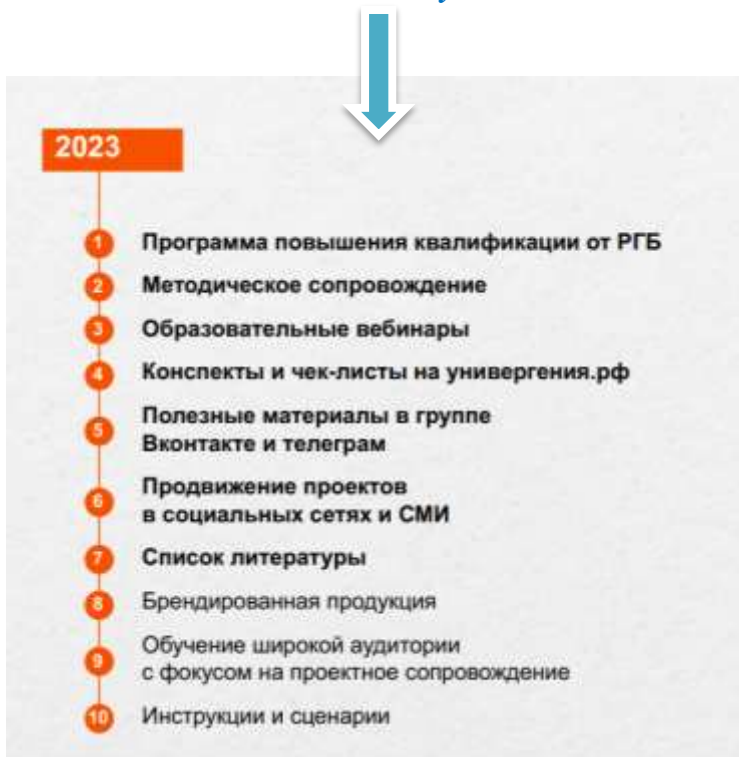 2023
1 Программа повышения квалификации от РГБ
2 Методическое сопровождение
3 Образовательные вебинары
4 Конспекты и чек-листы на универгения.рф
5 Полезные материалы в группе
Вконтакте и телеграм
6 Продвижение проектов
в социальных сетях и СМИ
7 Список литературы
8 Брендированная продукция
9 Обучение широкой аудитории
с фокусом на проектное сопровождение
10 Инструкции и сценарии